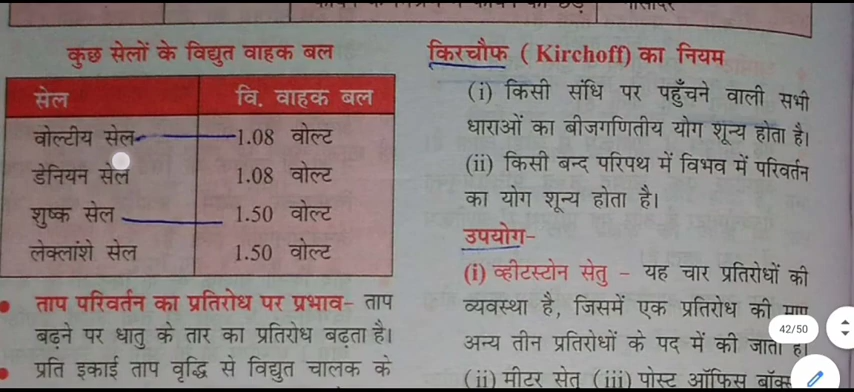 कुछ सेलों के विद्युत वाहक बल
सेल वि. वाहक बल
वोल्टीय सेल 1.08 वोल्ट
डेनियन सेल 1.08 वोल्ट
शुष्क सेल 1.50 वोल्ट
लेक्लांशे सेल 1.50 वोल्ट
ताप परिवर्तन का प्रतिरोध पर प्रभाव- ताप
बढ़ने पर धातु के तार का प्रतिरोध बढ़ता है।
प्रति इकाई ताप वृद्धि से विद्युत चालक के
किरचौफ ( Kirchoff) का नियम
(i) किसी संधि पर पहुँचने वाली सभी
धाराओं का बीजगणितीय योग शून्य होता है।
(ii) किसी बन्द परिपथ में विभव में परिवर्तन
का योग शून्य होता है।
उपयोग-
(i) व्हीटस्टोन सेतु - यह चार प्रतिरोधों की
व्यवस्था है, जिसमें एक प्रतिरोध की माप
अन्य तीन प्रतिरोधों के पद में की जाती है।
(ii) मीटर सेतु (iii) पोस्ट ऑफिस बॉक्स
42/50